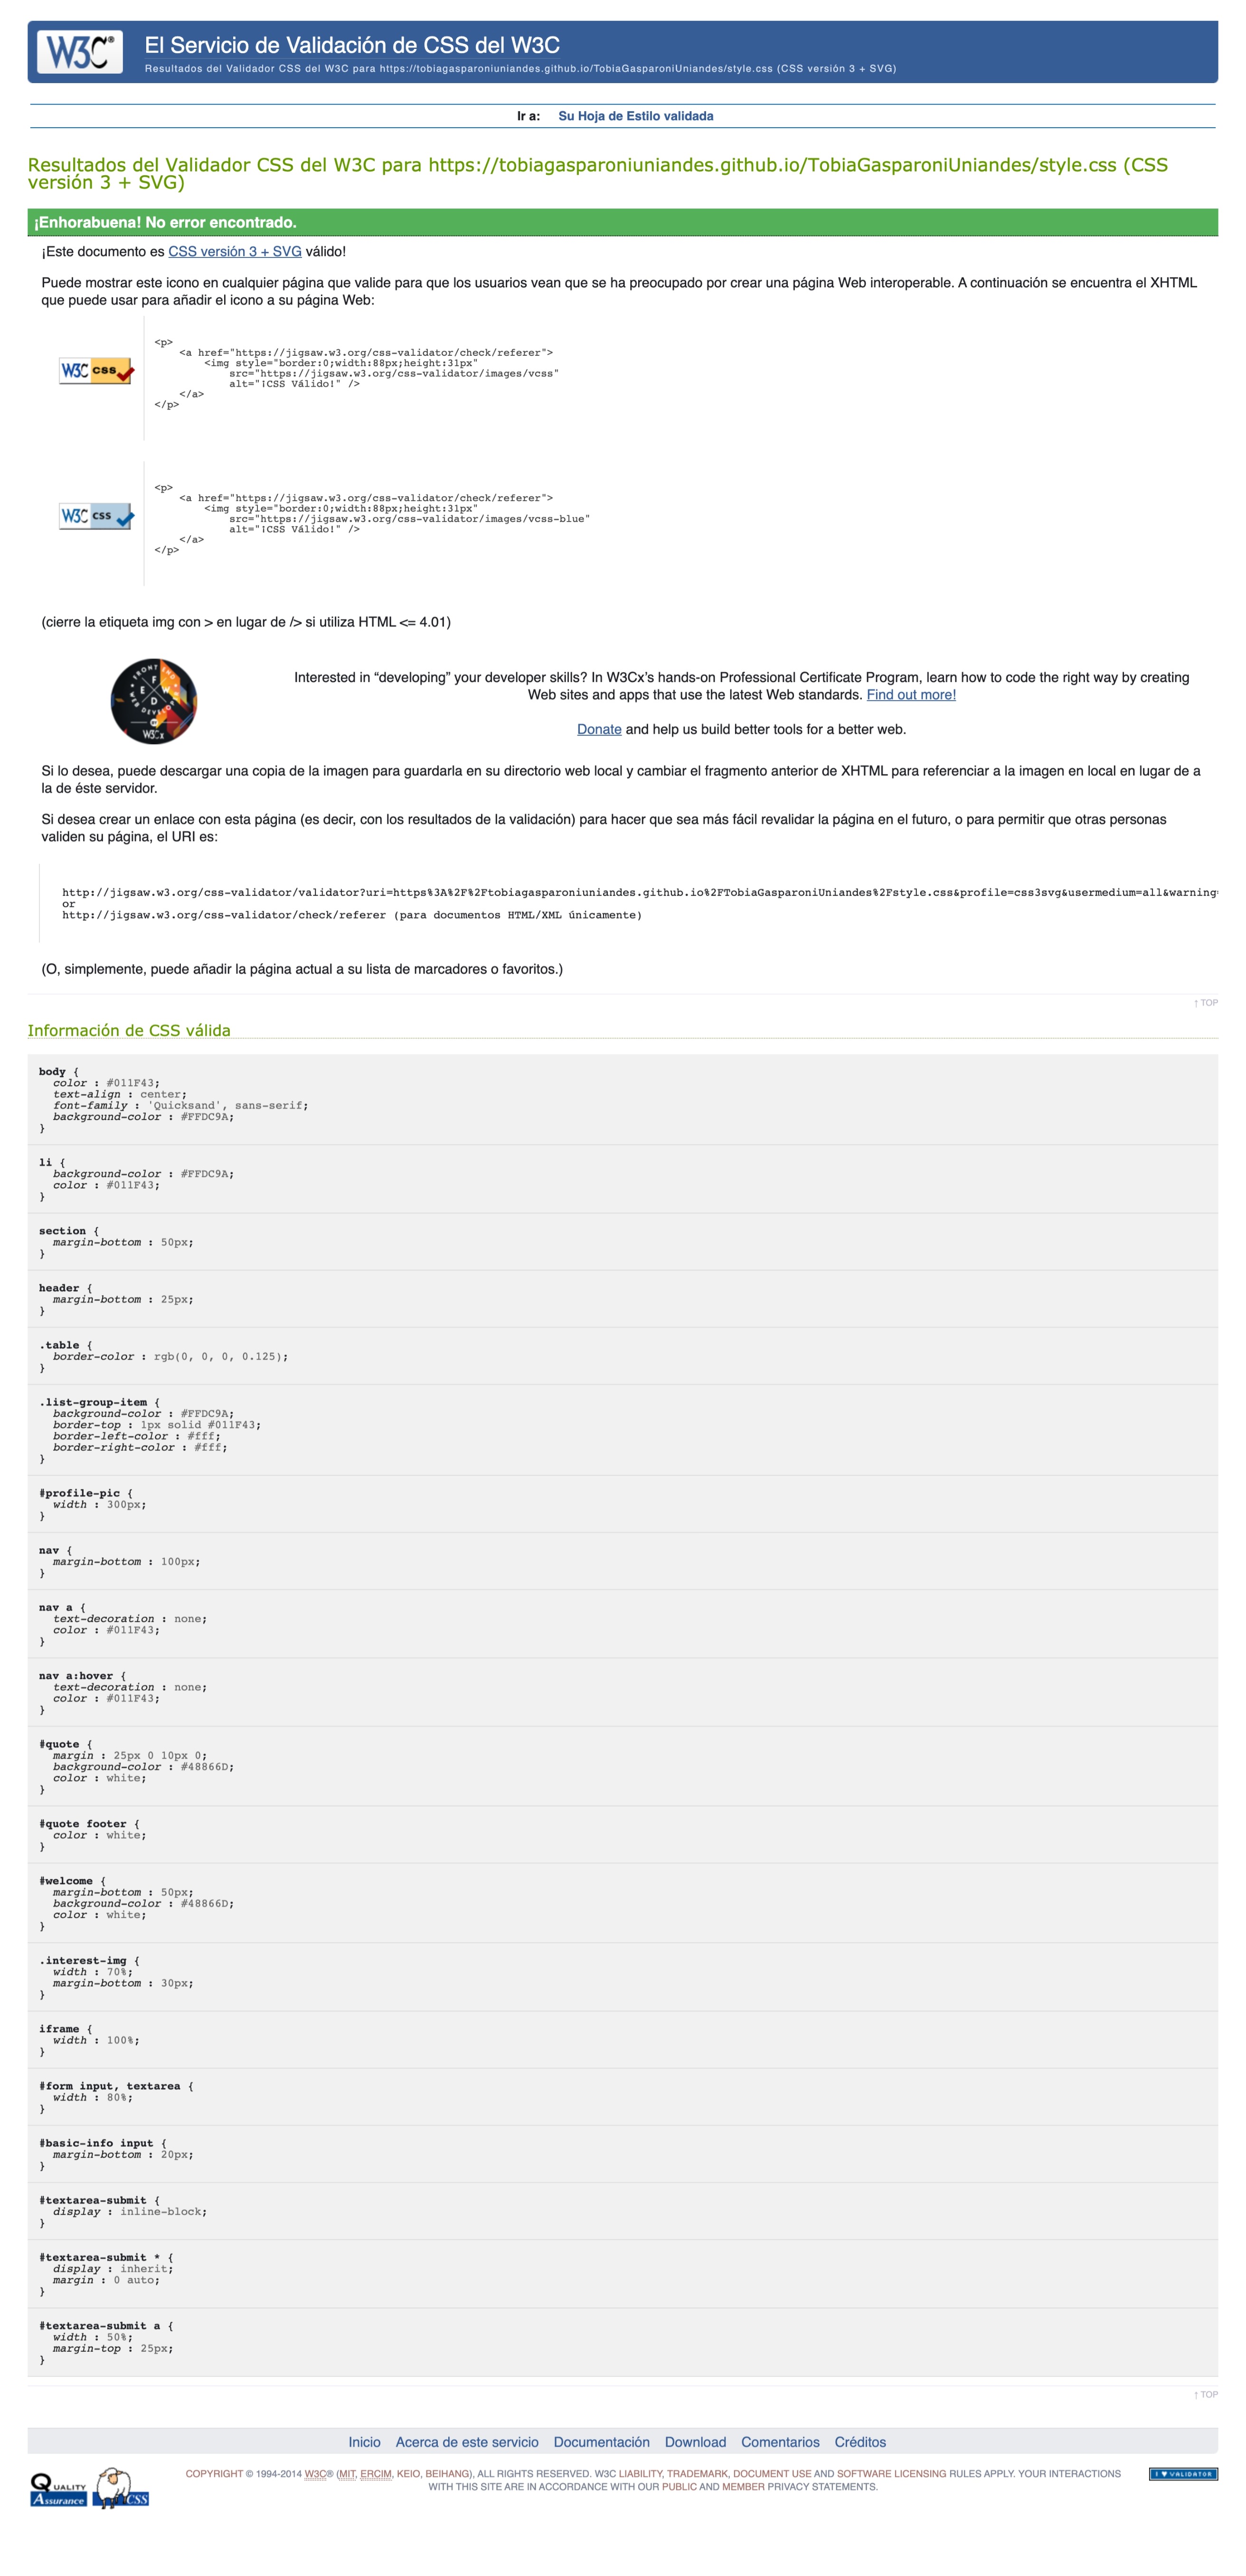 W3C®
El Servicio de Validación de CSS del W3C
Resultados del Validador CSS del W3C para https://tobiagasparoniuniandes.github.io/TobiaGasparoniUniandes/style.css (CSS versión 3 + SVG)
Ir a: Su Hoja de Estilo validada
Resultados del Validador CSS del W3C para https://tobiagasparoniuniandes.github.io/TobiaGasparoniUniandes/style.css (CSS
versión 3 + SVG)
¡Enhorabuena! No error encontrado.
¡Este documento es CSS versión 3 + SVG válido!
Puede mostrar este icono en cualquier página que valide para que los usuarios vean que se ha preocupado por crear una página Web interoperable. A continuación se encuentra el XHTML
que puede usar para añadir el icono a su página Web:
W3C css
<p>
<a href="https://jigsaw.w3.org/css-validator/check/referer">
<img style="border:0;width:88px;height:31px"
src="https://jigsaw.w3.org/css-validator/images/vcss"
alt="¡CSS Válido!" />
</a>
</p>
W3C css
<p>
<a href="https://jigsaw.w3.org/css-validator/check/referer">
<img style="border:0;width:88px;height:31px"
src="https://jigsaw.w3.org/css-validator/images/vcss-blue"
alt="¡CSS Válido!" />
</a>
</p>
(cierre la etiqueta img con > en lugar de /> si utiliza HTML <= 4.01)
FRONT END
F E W D
WEB DEVELOPER
W3Cx
Interested in “developing” your developer skills? In W3Cx’s hands-on Professional Certificate Program, learn how to code the right way by creating
Web sites and apps that use the latest Web standards. Find out more!
Donate and help us build better tools for a better web.
Si lo desea, puede descargar una copia de la imagen para guardarla en su directorio web local y cambiar el fragmento anterior de XHTML para referenciar a la imagen en local en lugar de a
la de éste servidor.
Si desea crear un enlace con esta página (es decir, con los resultados de la validación) para hacer que sea más fácil revalidar la página en el futuro, o para permitir que otras personas
validen su página, el URI es:
http://jigsaw.w3.org/css-validator/validator?uri=https%3A%2F%2Ftobiagasparoniuniandes.github.io%2FTobiaGasparoniUniandes%2Fstyle.css&profile=css3svg&usermedium=all&warning=
or
http://jigsaw.w3.org/css-validator/check/referer (para documentos HTML/XML únicamente)
(O, simplemente, puede añadir la página actual a su lista de marcadores o favoritos.)
↑ TOP
Información de CSS válida
body {
color : #011F43;
text-align : center;
font-family : 'Quicksand', sans-serif;
background-color : #FFDC9A;
}
li {
background-color : #FFDC9A;
color : #011F43;
}
section {
margin-bottom : 50px;
}
header {
margin-bottom : 25px;
}
.table {
border-color : rgb(0, 0, 0, 0.125);
}
.list-group-item {
background-color : #FFDC9A;
border-top : 1px solid #011F43;
border-left-color : #fff;
border-right-color : #fff;
}
#profile-pic {
width : 300px;
}
nav {
margin-bottom : 100px;
}
nav a {
text-decoration : none;
color : #011F43;
}
nav a:hover {
text-decoration : none;
color : #011F43;
}
#quote {
margin : 25px 0 10px 0;
background-color : #48866D;
color : white;
}
#quote footer {
color : white;
}
#welcome {
margin-bottom : 50px;
background-color : #48866D;
color : white;
}
.interest-img {
width : 70%;
margin-bottom : 30px;
}
iframe {
width : 100%;
}
#form input, textarea {
width : 80%;
}
#basic-info input {
margin-bottom : 20px;
}
#textarea-submit {
display : inline-block;
}
#textarea-submit * {
display : inherit;
margin : 0 auto;
}
#textarea-submit a {
width : 50%;
margin-top : 25px;
}
↑ TOP
Inicio Acerca de este servicio Documentación Download Comentarios Créditos
QUALITY
Assurance
CSS
COPYRIGHT © 1994-2014 W3C® (MIT, ERCIM, KEIO, BEIHANG), ALL RIGHTS RESERVED. W3C LIABILITY, TRADEMARK, DOCUMENT USE AND SOFTWARE LICENSING RULES APPLY. YOUR INTERACTIONS
WITH THIS SITE ARE IN ACCORDANCE WITH OUR PUBLIC AND MEMBER PRIVACY STATEMENTS.
I ♥ VALIDATOR